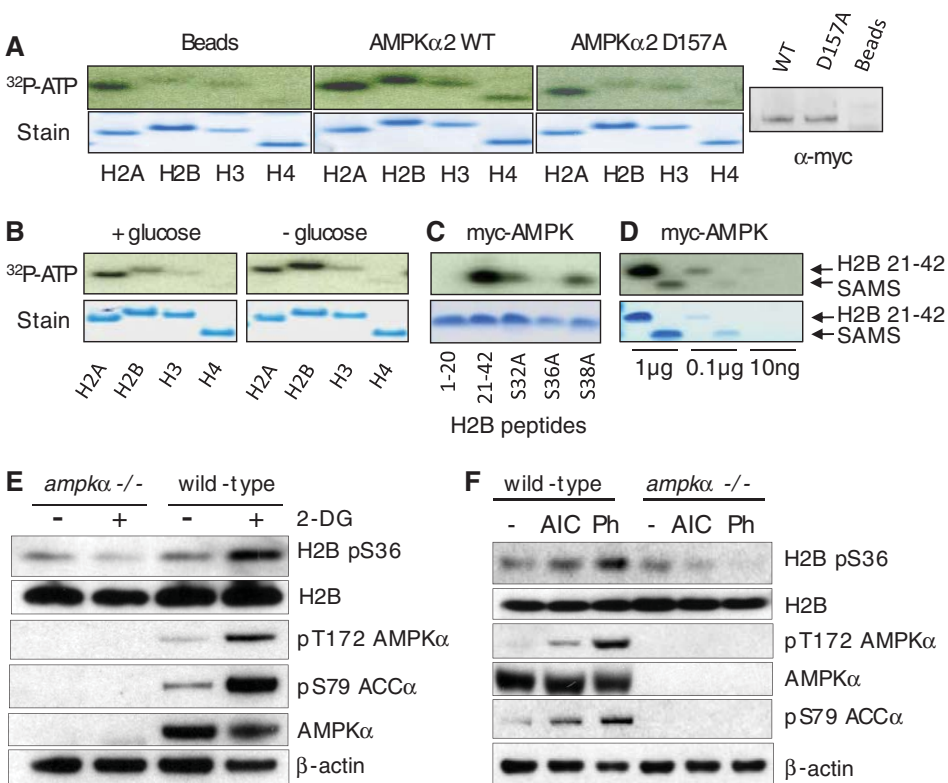 A
Beads
AMPKα2 WT
AMPKα2 D157A
WT
D157A
Beads
³²P-ATP
Stain
H2A H2B H3 H4
H2A H2B H3 H4
H2A H2B H3 H4
α-myc
B
+ glucose
- glucose
³²P-ATP
Stain
H2A H2B H3 H4
H2A H2B H3 H4
C
myc-AMPK
1-20 21-42 S32A S36A S38A
H2B peptides
D
myc-AMPK
H2B 21-42
SAMS
H2B 21-42
SAMS
1µg 0.1µg 10ng
E
ampkα -/-
wild -type
- + - + 2-DG
H2B pS36
H2B
pT172 AMPKα
pS79 ACCα
AMPKα
β-actin
F
wild -type
ampkα -/-
- AIC Ph - AIC Ph
H2B pS36
H2B
pT172 AMPKα
AMPKα
pS79 ACCα
β-actin